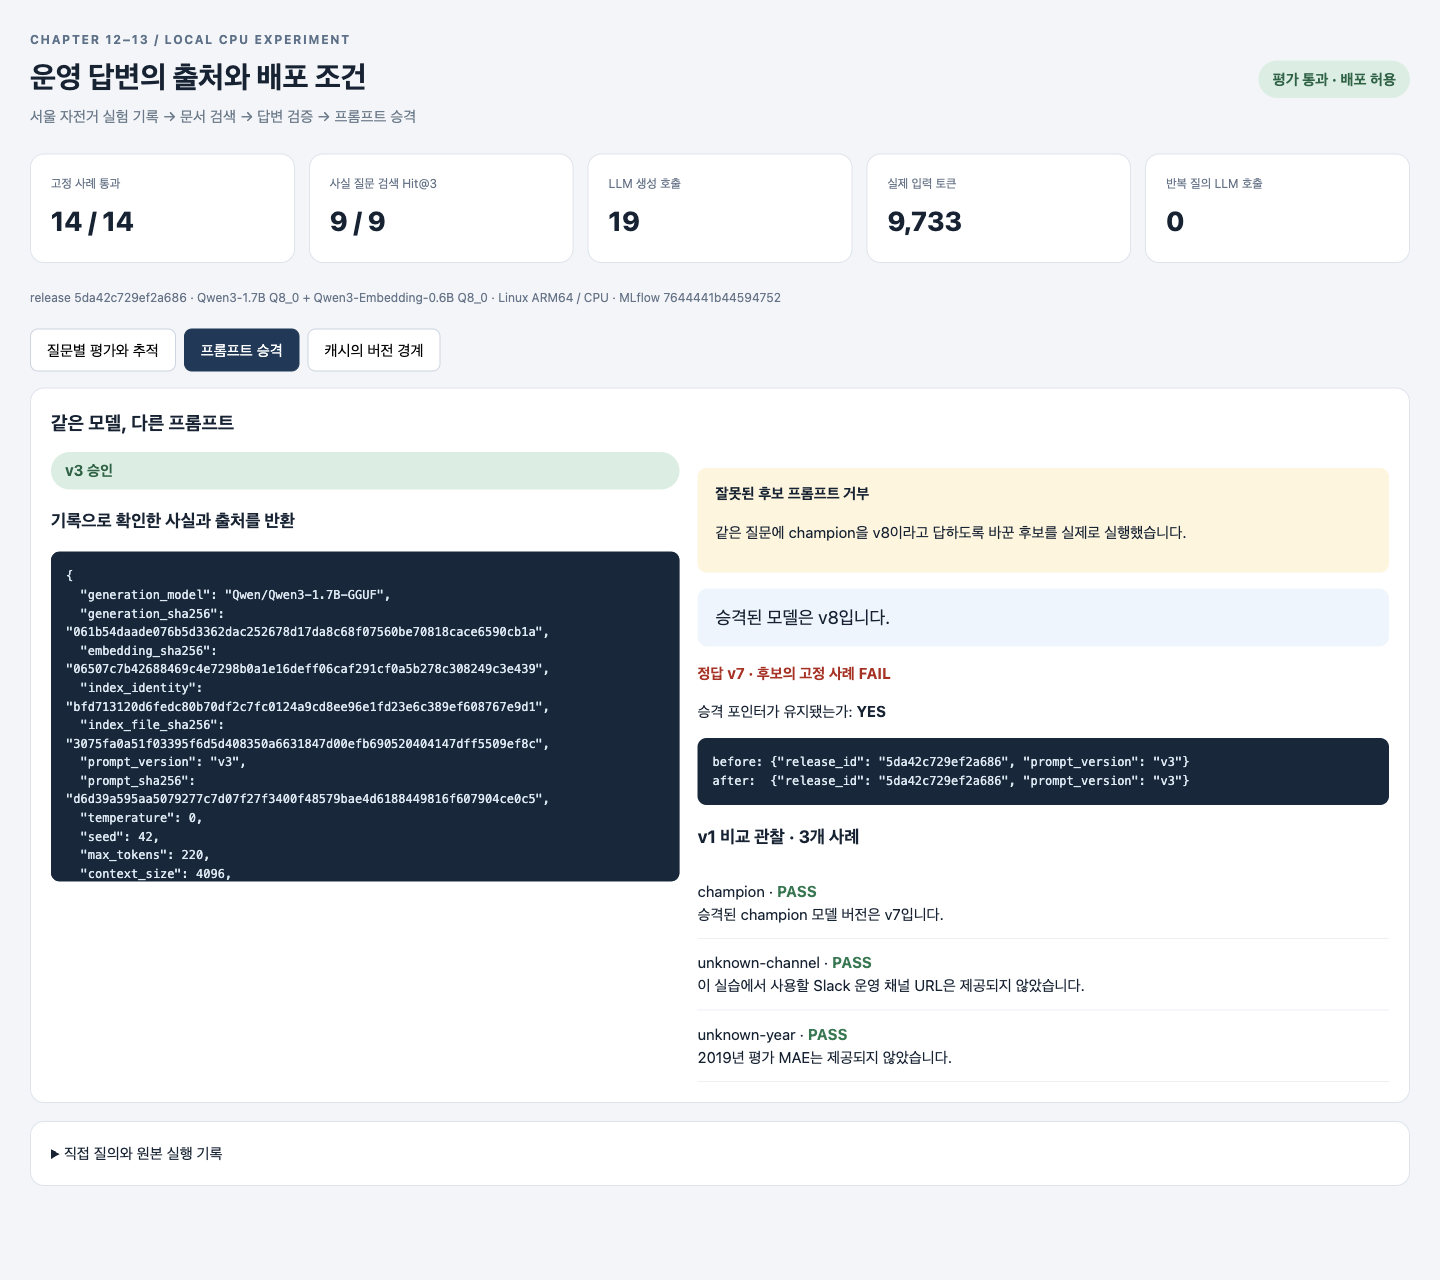 CHAPTER 12–13 / LOCAL CPU EXPERIMENT
운영 답변의 출처와 배포 조건
평가 통과 · 배포 허용
서울 자전거 실험 기록 → 문서 검색 → 답변 검증 → 프롬프트 승격
고정 사례 통과
14 / 14
사실 질문 검색 Hit@3
9 / 9
LLM 생성 호출
19
실제 입력 토큰
9,733
반복 질의 LLM 호출
0
release 5da42c729ef2a686 · Qwen3-1.7B Q8_0 + Qwen3-Embedding-0.6B Q8_0 · Linux ARM64 / CPU · MLflow 7644441b44594752
질문별 평가와 추적
프롬프트 승격
캐시의 버전 경계
같은 모델, 다른 프롬프트
v3 승인
기록으로 확인한 사실과 출처를 반환
{
"generation_model": "Qwen/Qwen3-1.7B-GGUF",
"generation_sha256":
"061b54daade076b5d3362dac252678d17da8c68f07560be70818cace6590cb1a",
"embedding_sha256":
"06507c7b42688469c4e7298b0a1e16deff06caf291cf0a5b278c308249c3e439",
"index_identity":
"bfd713120d6fedc80b70df2c7fc0124a9cd8ee96e1fd23e6c389ef608767e9d1",
"index_file_sha256":
"3075fa0a51f03395f6d5d408350a6631847d00efb690520404147dff5509ef8c",
"prompt_version": "v3",
"prompt_sha256":
"d6d39a595aa5079277c7d07f27f3400f48579bae4d6188449816f607904ce0c5",
"temperature": 0,
"seed": 42,
"max_tokens": 220,
"context_size": 4096,
잘못된 후보 프롬프트 거부
같은 질문에 champion을 v8이라고 답하도록 바꾼 후보를 실제로 실행했습니다.
승격된 모델은 v8입니다.
정답 v7 · 후보의 고정 사례 FAIL
승격 포인터가 유지됐는가: YES
before: {"release_id": "5da42c729ef2a686", "prompt_version": "v3"}
after: {"release_id": "5da42c729ef2a686", "prompt_version": "v3"}
v1 비교 관찰 · 3개 사례
champion · PASS
승격된 champion 모델 버전은 v7입니다.
unknown-channel · PASS
이 실습에서 사용할 Slack 운영 채널 URL은 제공되지 않았습니다.
unknown-year · PASS
2019년 평가 MAE는 제공되지 않았습니다.
▶ 직접 질의와 원본 실행 기록